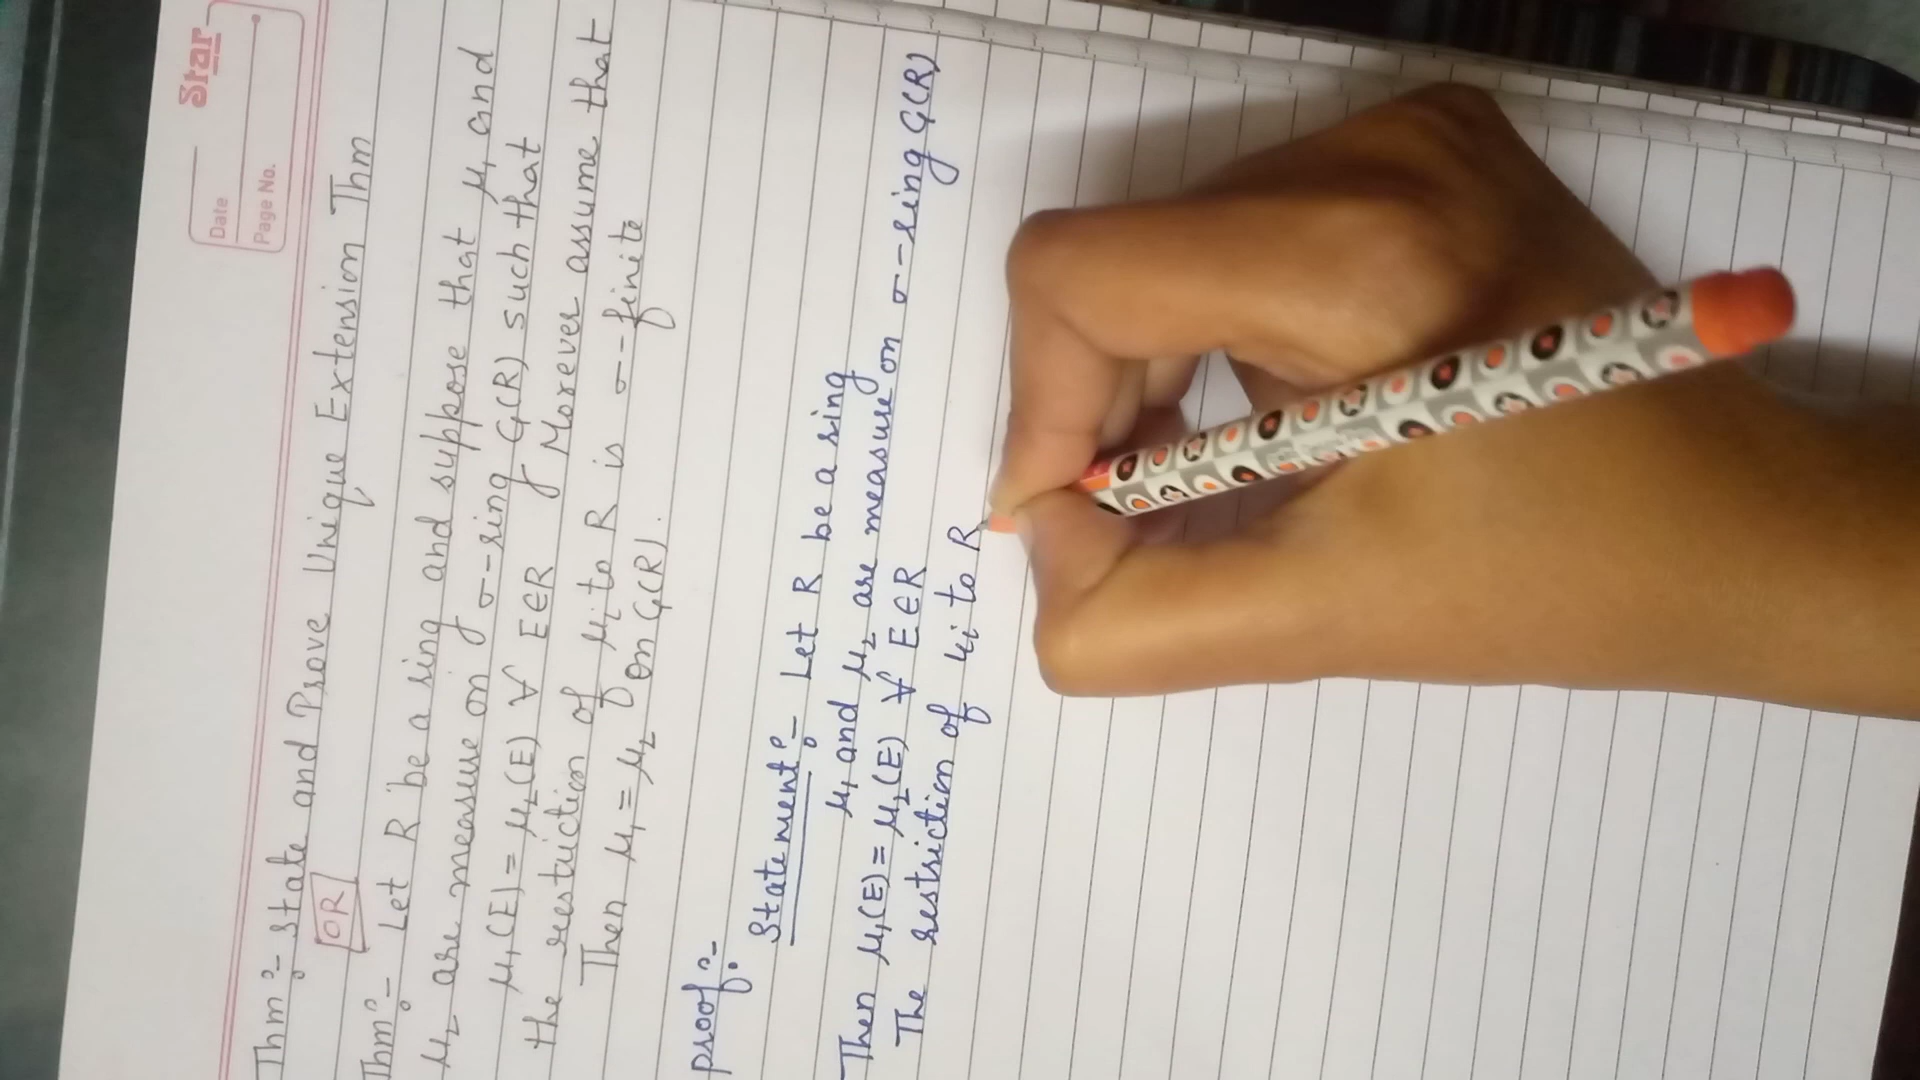 Star
Date
Page No.
Thm:- State and Prove Unique Extension Thm
OR
Thm:- Let R be a ring and suppose that μ₁ and
μ₂ are measure on σ-ring G(R) such that
μ₁(E) = μ₂(E) ∀ E∈R & Morever assume that
the restriction of μᵢ to R is σ-finite
Then μ₁ = μ₂ on G(R).
proof:-
Statement:- Let R be a ring
μ₁ and μ₂ are measure on σ-ring G(R)
Then μ₁(E) = μ₂(E) ∀ E∈R
The restriction of μᵢ to R